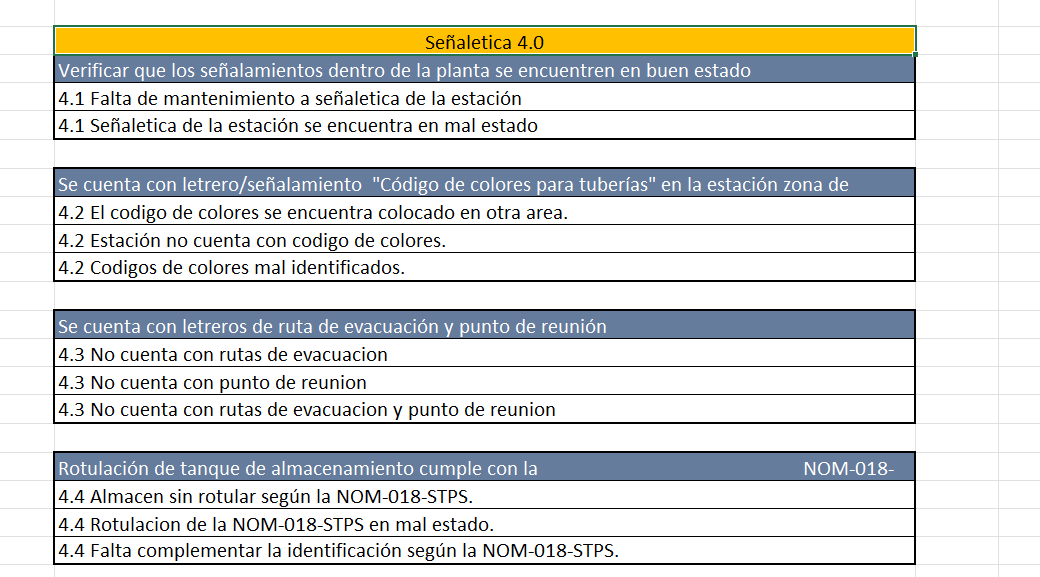 Señaletica 4.0
Verificar que los señalamientos dentro de la planta se encuentren en buen estado
4.1 Falta de mantenimiento a señaletica de la estación
4.1 Señaletica de la estación se encuentra en mal estado
Se cuenta con letrero/señalamiento "Código de colores para tuberías" en la estación zona de
4.2 El codigo de colores se encuentra colocado en otra area.
4.2 Estación no cuenta con codigo de colores.
4.2 Codigos de colores mal identificados.
Se cuenta con letreros de ruta de evacuación y punto de reunión
4.3 No cuenta con rutas de evacuacion
4.3 No cuenta con punto de reunion
4.3 No cuenta con rutas de evacuacion y punto de reunion
Rotulación de tanque de almacenamiento cumple con la NOM-018-
4.4 Almacen sin rotular según la NOM-018-STPS.
4.4 Rotulacion de la NOM-018-STPS en mal estado.
4.4 Falta complementar la identificación según la NOM-018-STPS.